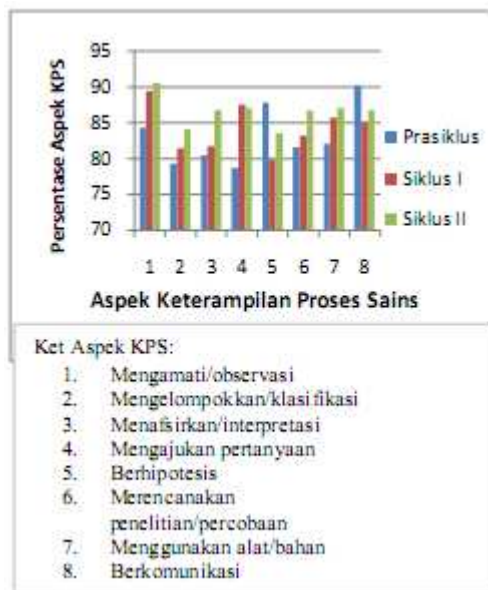 95
90
85
80
75
70
Persentase Aspek KPS
1 2 3 4 5 6 7 8
Aspek Keterampilan Proses Sains
Prasiklus
Siklus I
Siklus II
Ket Aspek KPS:
1. Mengamati/observasi
2. Mengelompokkan/klasifikasi
3. Menafsirkan/interpretasi
4. Mengajukan pertanyaan
5. Berhipotesis
6. Merencanakan
penelitian/percobaan
7. Menggunakan alat/bahan
8. Berkomunikasi